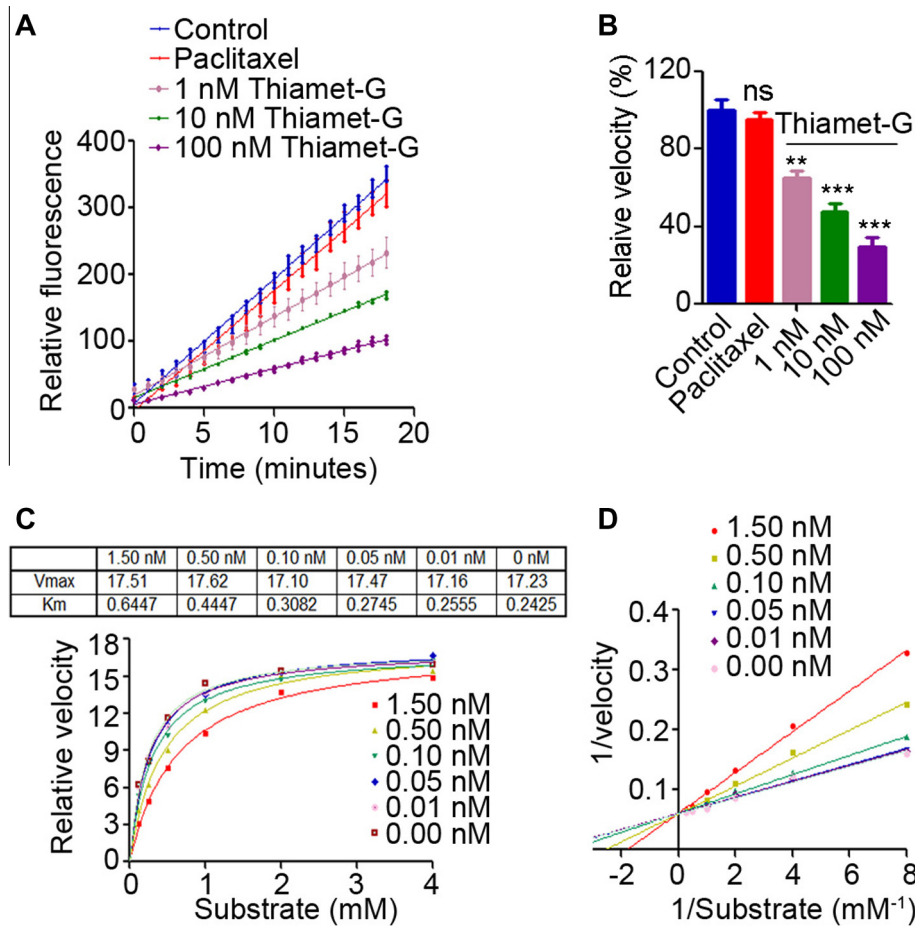 A
Control
Paclitaxel
1 nM Thiamet-G
10 nM Thiamet-G
100 nM Thiamet-G
400
300
200
100
0
Relative fluorescence
0 5 10 15 20
Time (minutes)
B
Relaive velocity (%)
120
80
40
0
ns
Thiamet-G
**
***
***
Control
Paclitaxel
1 nM
10 nM
100 nM
C
1.50 nM 0.50 nM 0.10 nM 0.05 nM 0.01 nM 0 nM
Vmax 17.51 17.62 17.10 17.47 17.16 17.23
Km 0.6447 0.4447 0.3082 0.2745 0.2555 0.2425
Relative velocity
18
15
12
9
6
3
0
1.50 nM
0.50 nM
0.10 nM
0.05 nM
0.01 nM
0.00 nM
0 1 2 3 4
Substrate (mM)
D
1.50 nM
0.50 nM
0.10 nM
0.05 nM
0.01 nM
0.00 nM
1/velocity
0.4
0.3
0.2
0.1
-2 0 2 4 6 8
1/Substrate (mM⁻¹)